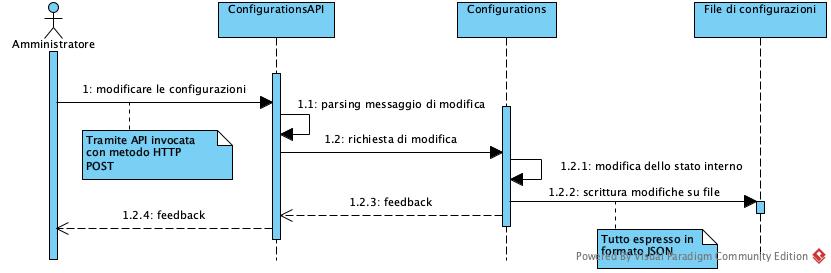 ConfigurationsAPI
Configurations
File di configurazioni
Amministratore
1: modificare le configurazioni
1.1: parsing messaggio di modifica
Tramite API invocata
con metodo HTTP
POST
1.2: richiesta di modifica
1.2.1: modifica dello stato interno
1.2.2: scrittura modifiche su file
1.2.3: feedback
1.2.4: feedback
Tutto espresso in
formato JSON
Powered By Visual Paradigm Community Edition